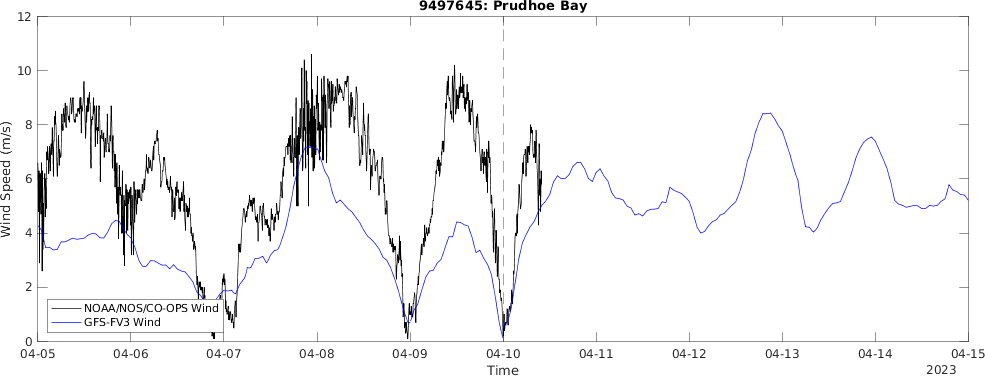 9497645: Prudhoe Bay
12
10
8
6
4
2
0
Wind Speed (m/s)
NOAA/NOS/CO-OPS Wind
GFS-FV3 Wind
04-05 04-06 04-07 04-08 04-09 04-10 04-11 04-12 04-13 04-14 04-15
Time
2023